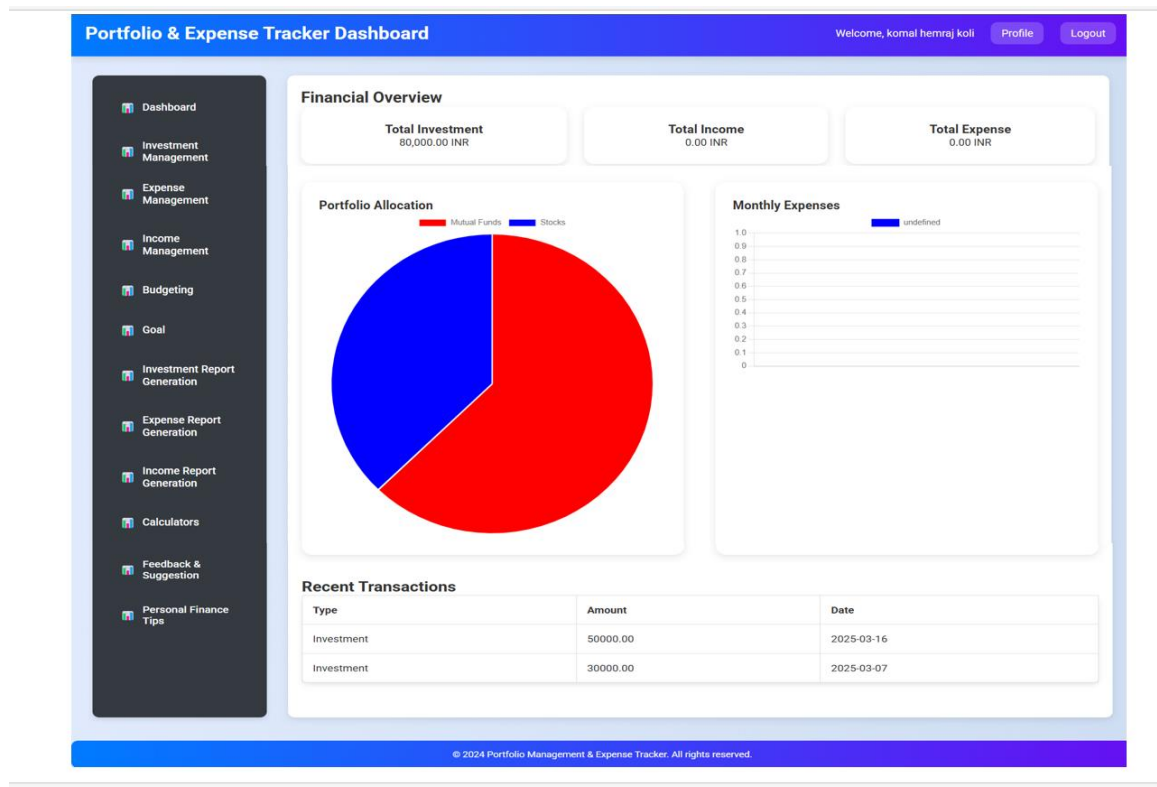 Portfolio & Expense Tracker Dashboard
Welcome, komal hemraj koli
Profile
Logout
Dashboard
Investment
Management
Expense
Management
Income
Management
Budgeting
Goal
Investment Report
Generation
Expense Report
Generation
Income Report
Generation
Calculators
Feedback &
Suggestion
Personal Finance
Tips
Financial Overview
Total Investment
80,000.00 INR
Total Income
0.00 INR
Total Expense
0.00 INR
Portfolio Allocation
Mutual Funds
Stocks
Monthly Expenses
undefined
1.0
0.9
0.8
0.7
0.6
0.5
0.4
0.3
0.2
0.1
0
Recent Transactions
Type Amount Date
Investment 50000.00 2025-03-16
Investment 30000.00 2025-03-07
© 2024 Portfolio Management & Expense Tracker. All rights reserved.